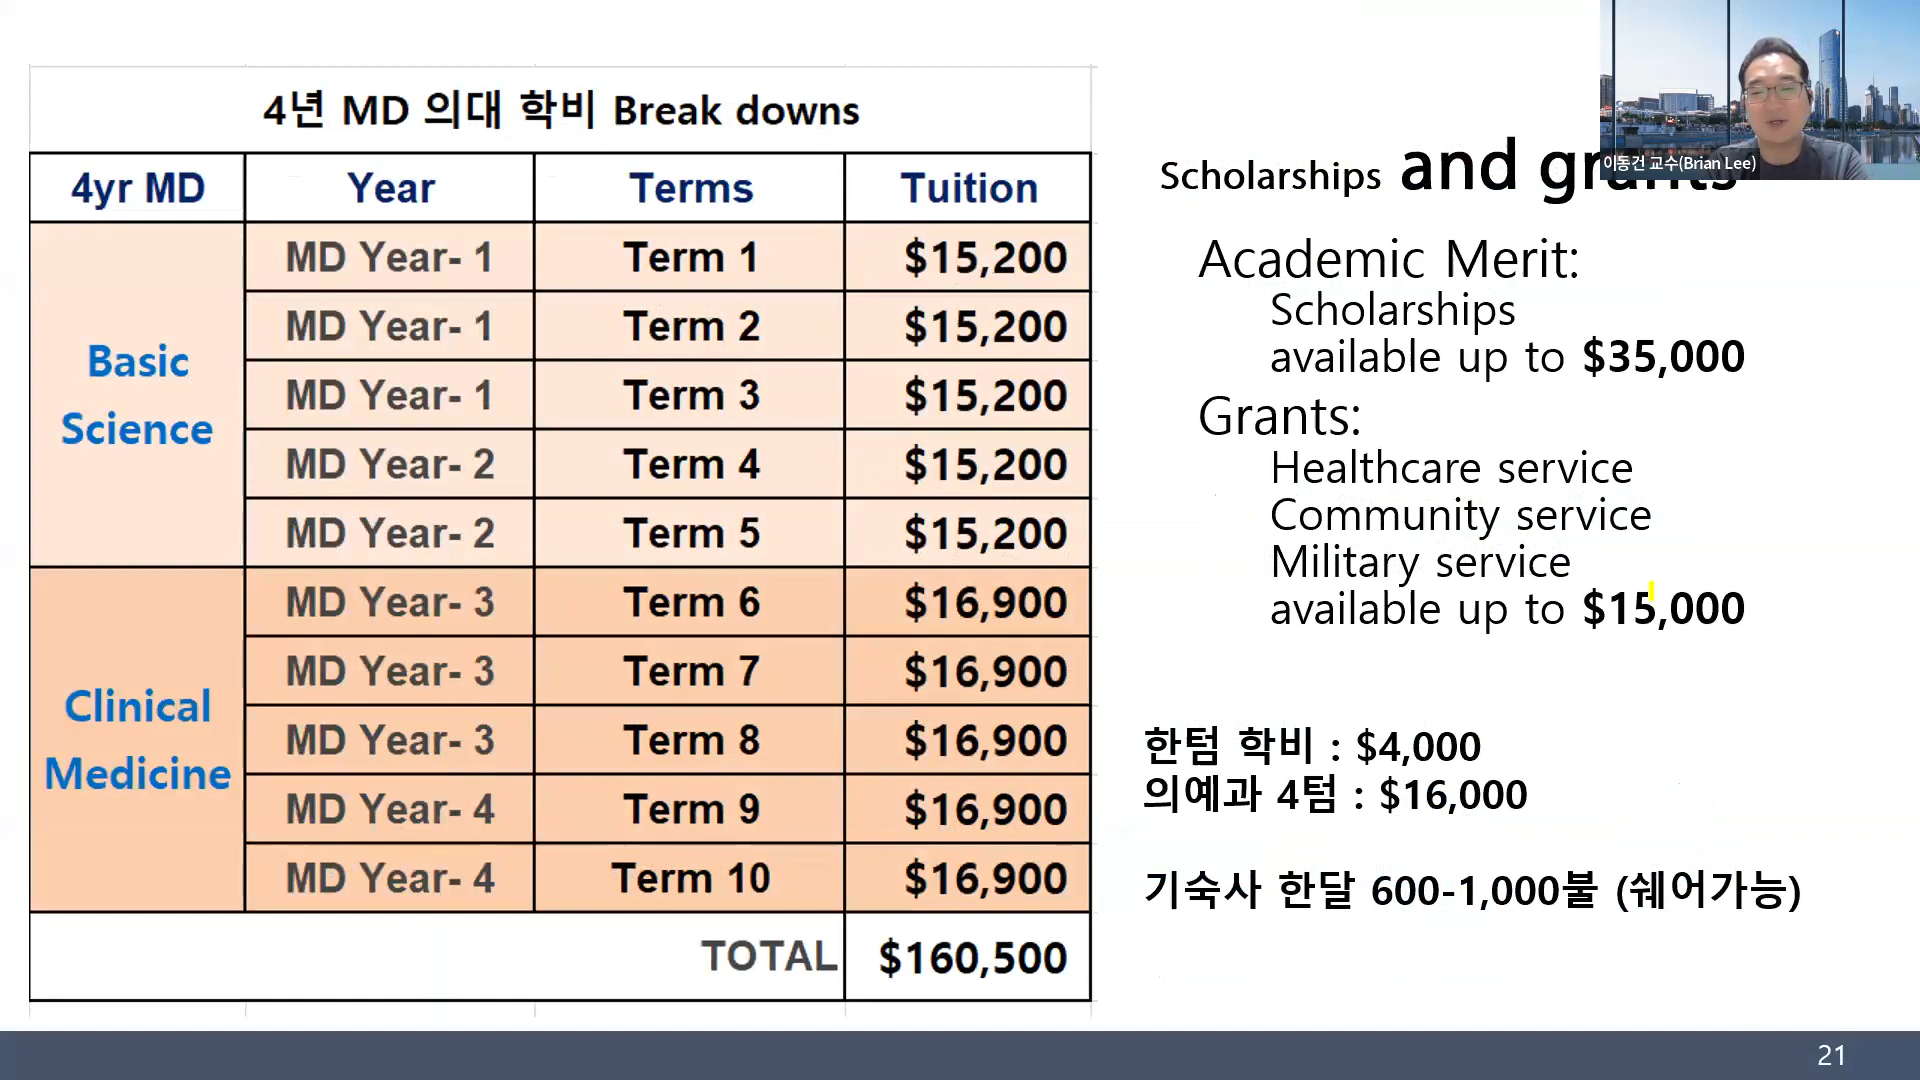 4년 MD 의대 학비 Break downs
4yr MD Year Terms Tuition
Basic Science
MD Year- 1 Term 1 $15,200
MD Year- 1 Term 2 $15,200
MD Year- 1 Term 3 $15,200
MD Year- 2 Term 4 $15,200
MD Year- 2 Term 5 $15,200
Clinical Medicine
MD Year- 3 Term 6 $16,900
MD Year- 3 Term 7 $16,900
MD Year- 3 Term 8 $16,900
MD Year- 4 Term 9 $16,900
MD Year- 4 Term 10 $16,900
TOTAL $160,500
이동건 교수(Brian Lee)
Scholarships and grants
Academic Merit:
Scholarships
available up to $35,000
Grants:
Healthcare service
Community service
Military service
available up to $15,000
한텀 학비 : $4,000
의예과 4텀 : $16,000
기숙사 한달 600-1,000불 (쉐어가능)
21